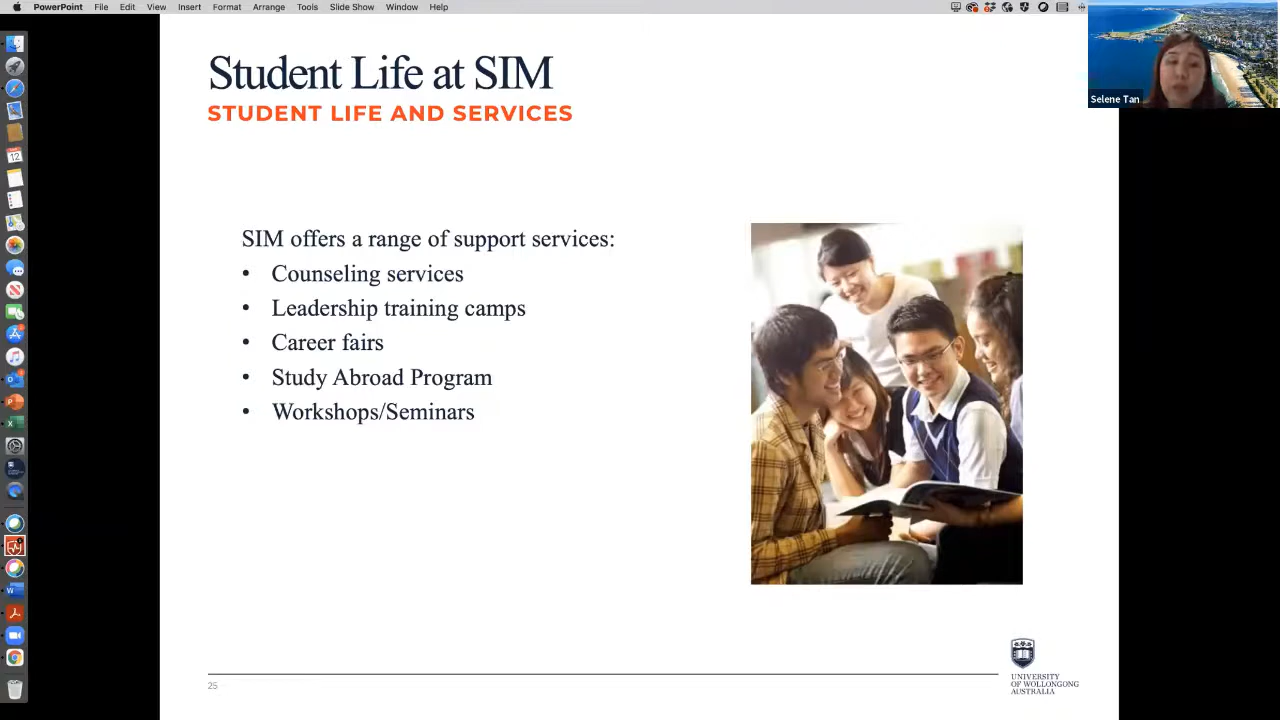 PowerPoint File Edit View Insert Format Arrange Tools Slide Show Window Help
Selene Tan
Student Life at SIM
STUDENT LIFE AND SERVICES
SIM offers a range of support services:
• Counseling services
• Leadership training camps
• Career fairs
• Study Abroad Program
• Workshops/Seminars
12
25
UNIVERSITY
OF WOLLONGONG
AUSTRALIA